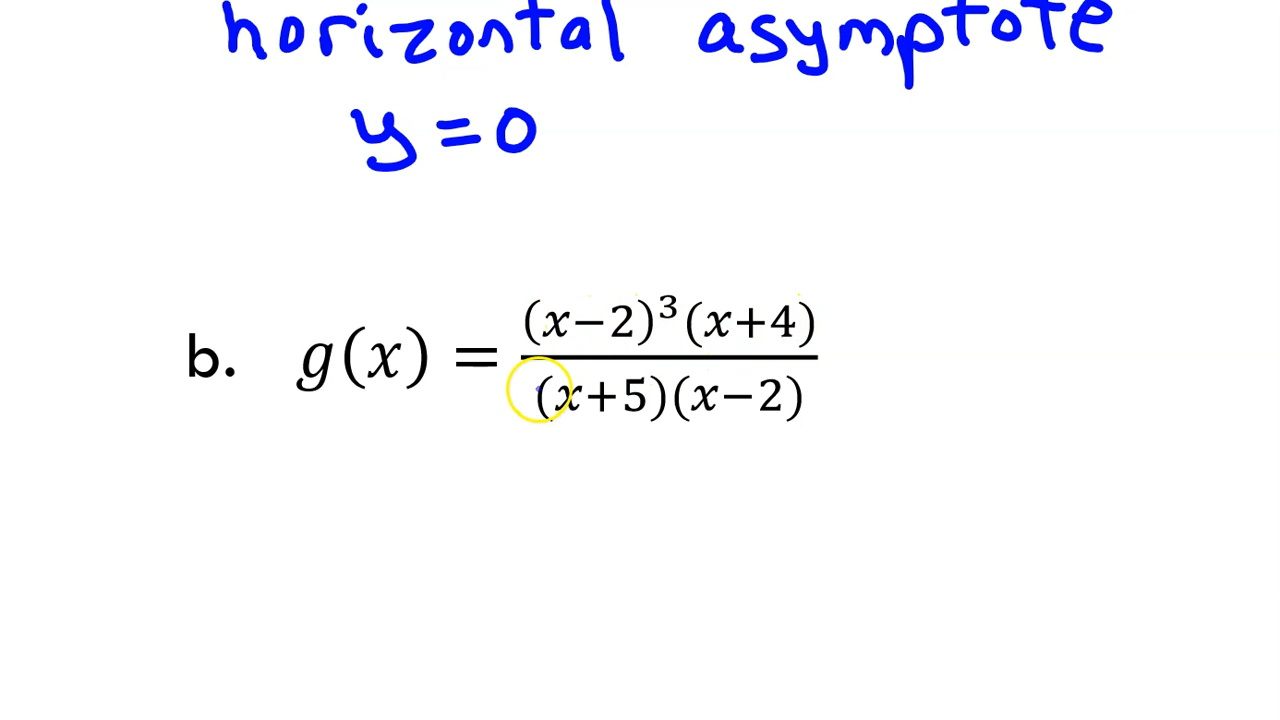 horizontal asymptote
y = 0
b. g(x) = (x−2)³(x+4)
(x+5)(x−2)